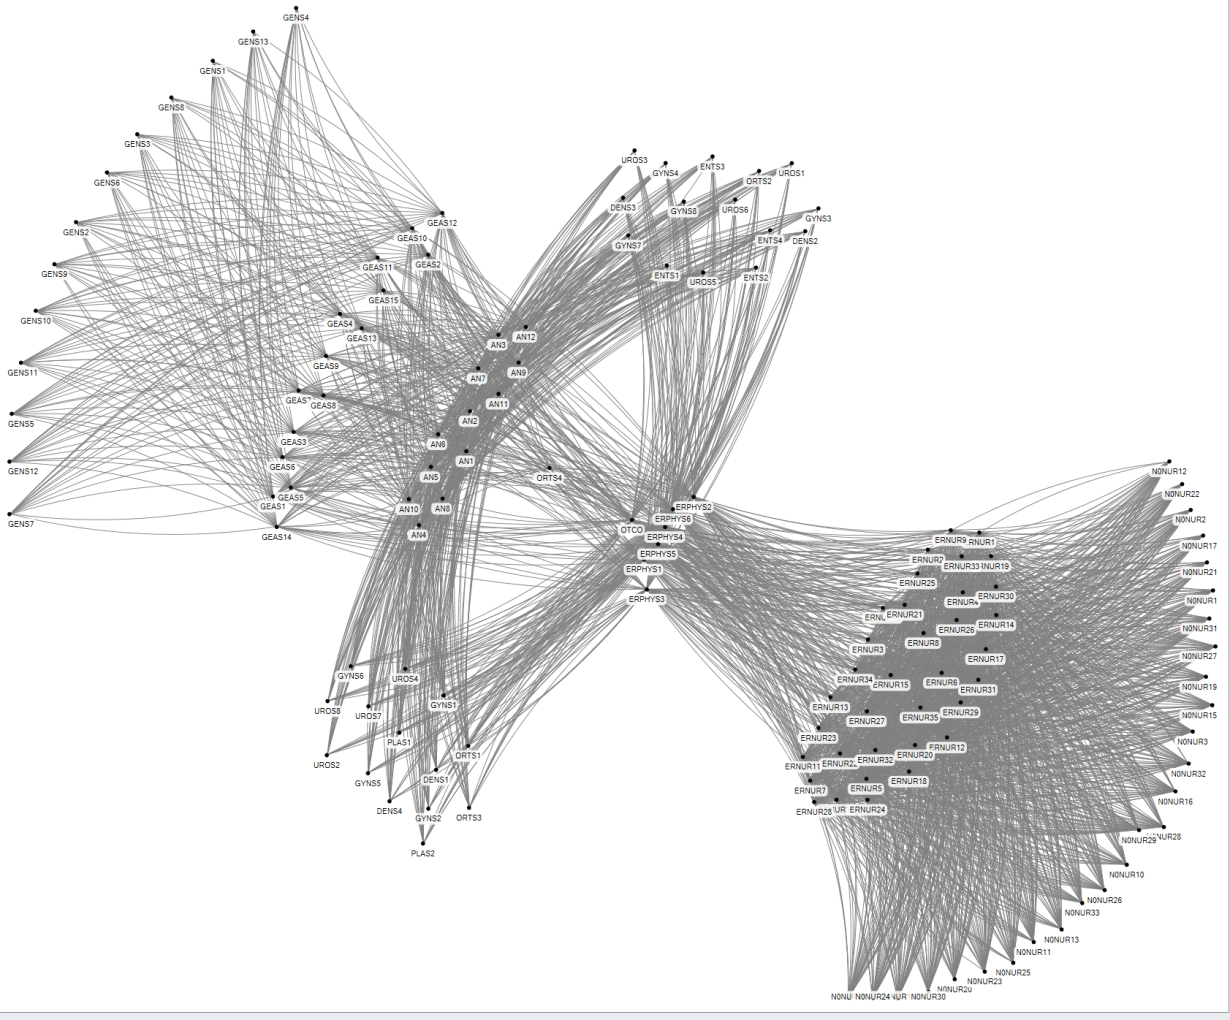 GENS4
GENS13
GENS1
GENS8
GENS3
GENS6
GENS2
GENS9
GENS10
GENS11
GENS5
GENS12
GENS7
GEAS12
GEAS10
GEAS2
GEAS11
GEAS15
GEAS4
GEAS13
GEAS9
GEAS8
GEAS3
GEAS6
GEAS5
GEAS1
GEAS14
UROS3
GYNS4
ENTS3
ORTS2
UROS1
DENS3
GYNS8
UROS6
GYNS3
GYNS7
ENTS4
DENS2
ENTS1
UROS5
ENTS2
AN12
AN3
AN9
AN7
AN11
AN2
AN6
AN1
AN5
AN10
AN8
AN4
ORTS4
ERPHYS2
ERPHYS6
OTCO
ERPHYS4
ERPHYS5
ERPHYS1
ERPHYS3
GYNS6
UROS4
GYNS1
UROS8
UROS7
PLAS1
ORTS1
UROS2
GYNS5
DENS1
DENS4
GYNS2
ORTS3
PLAS2
ERNUR9
ERNUR2
ERNUR33
ERNUR25
ERNUR4
ERNUR30
ERNUR21
ERNUR26
ERNUR14
ERNUR3
ERNUR8
ERNUR17
ERNUR34
ERNUR15
ERNUR6
ERNUR31
ERNUR13
ERNUR27
ERNUR35
ERNUR29
ERNUR23
ERNUR12
ERNUR11
ERNUR32
ERNUR20
ERNUR7
ERNUR5
ERNUR18
ERNUR28
ERNUR24
N0NUR12
N0NUR22
N0NUR2
N0NUR17
N0NUR21
N0NUR1
N0NUR31
N0NUR27
N0NUR19
N0NUR15
N0NUR3
N0NUR32
N0NUR16
N0NUR29
N0NUR10
N0NUR26
N0NUR33
N0NUR13
N0NUR11
N0NUR25
N0NUR23
N0NUR20
N0NUR24
N0NUR30